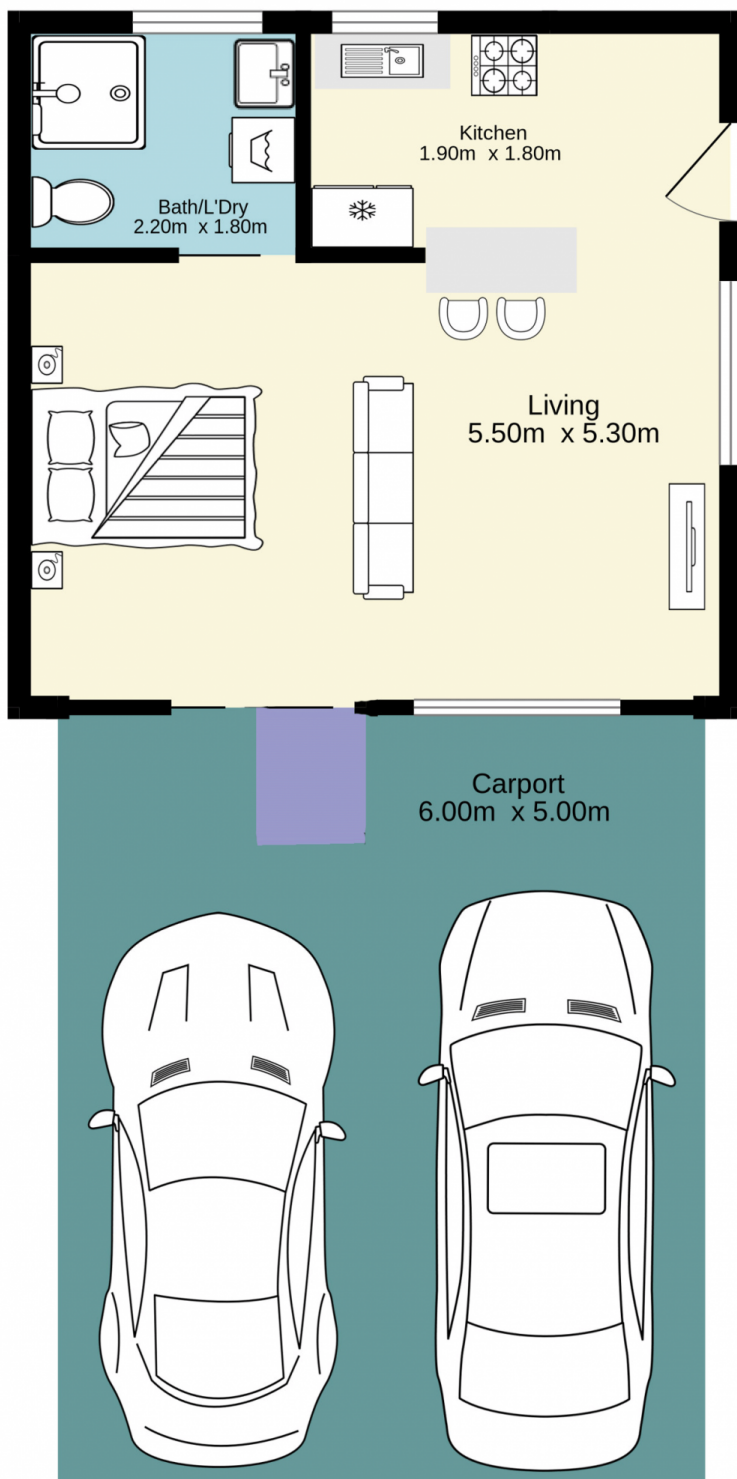 Kitchen
1.90m x 1.80m
Bath/L'Dry
2.20m x 1.80m
Living
5.50m x 5.30m
Carport
6.00m x 5.00m